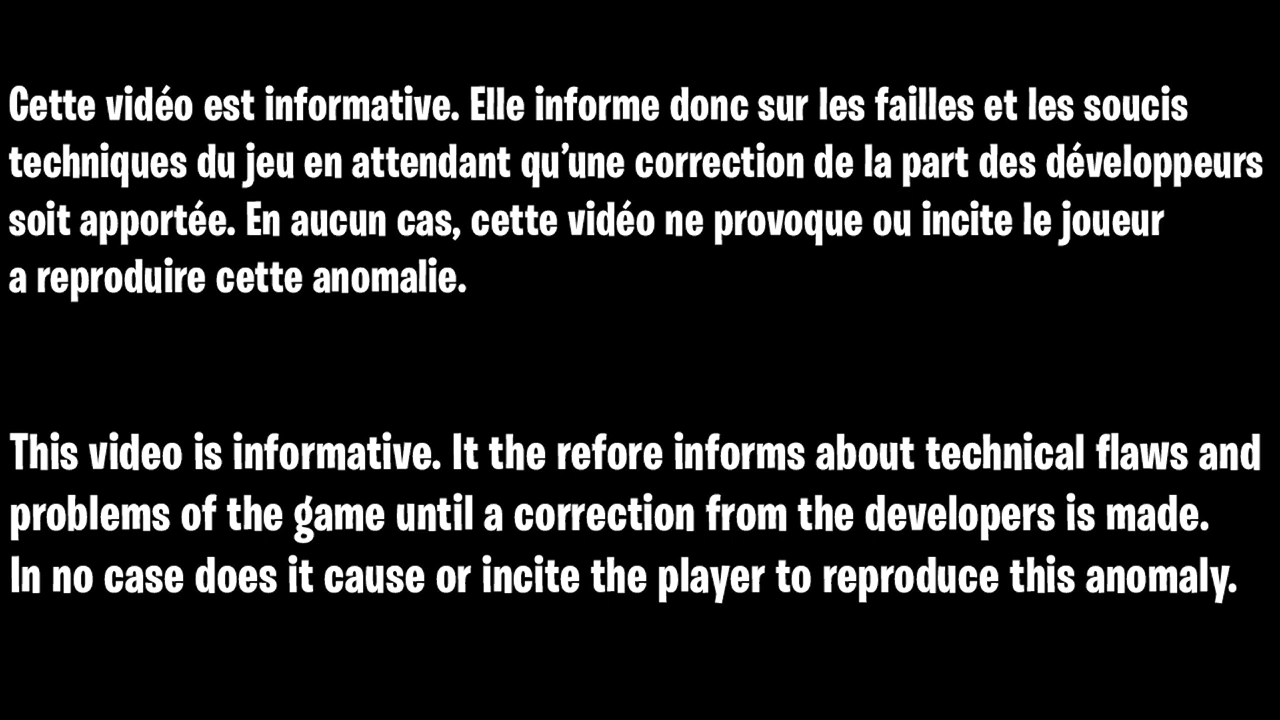 Cette vidéo est informative. Elle informe donc sur les failles et les soucis
techniques du jeu en attendant qu’une correction de la part des développeurs
soit apportée. En aucun cas, cette vidéo ne provoque ou incite le joueur
a reproduire cette anomalie.
This video is informative. It the refore informs about technical flaws and
problems of the game until a correction from the developers is made.
In no case does it cause or incite the player to reproduce this anomaly.